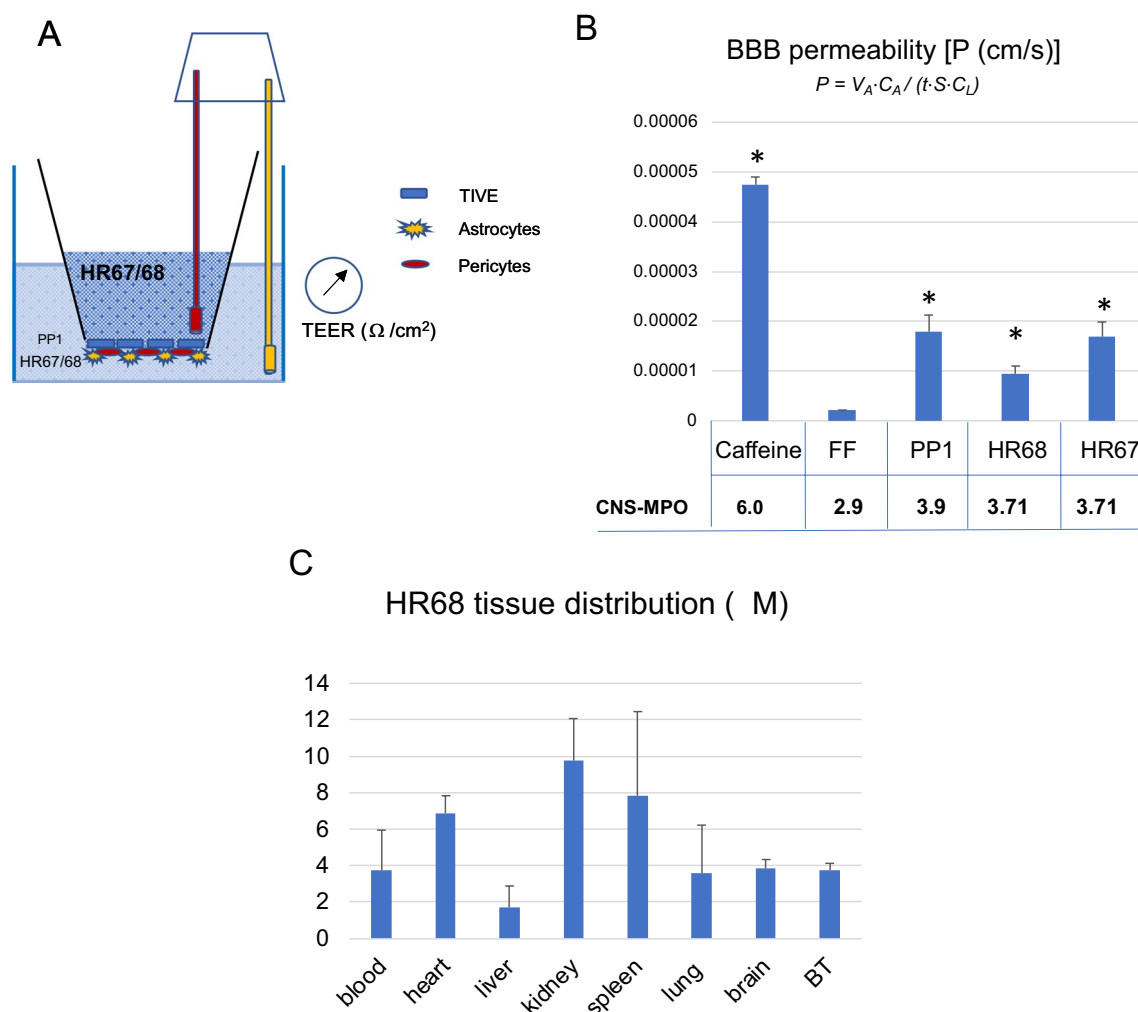 A
HR67/68
PP1
HR67/68
TIVE
Astrocytes
Pericytes
TEER (Ω /cm²)
B
BBB permeability [P (cm/s)]
P = V_A·C_A / (t·S·C_L)
0.00006
0.00005
0.00004
0.00003
0.00002
0.00001
0
* * * *
Caffeine FF PP1 HR68 HR67
CNS-MPO 6.0 2.9 3.9 3.71 3.71
C
HR68 tissue distribution ( M)
14
12
10
8
6
4
2
0
blood heart liver kidney spleen lung brain BT